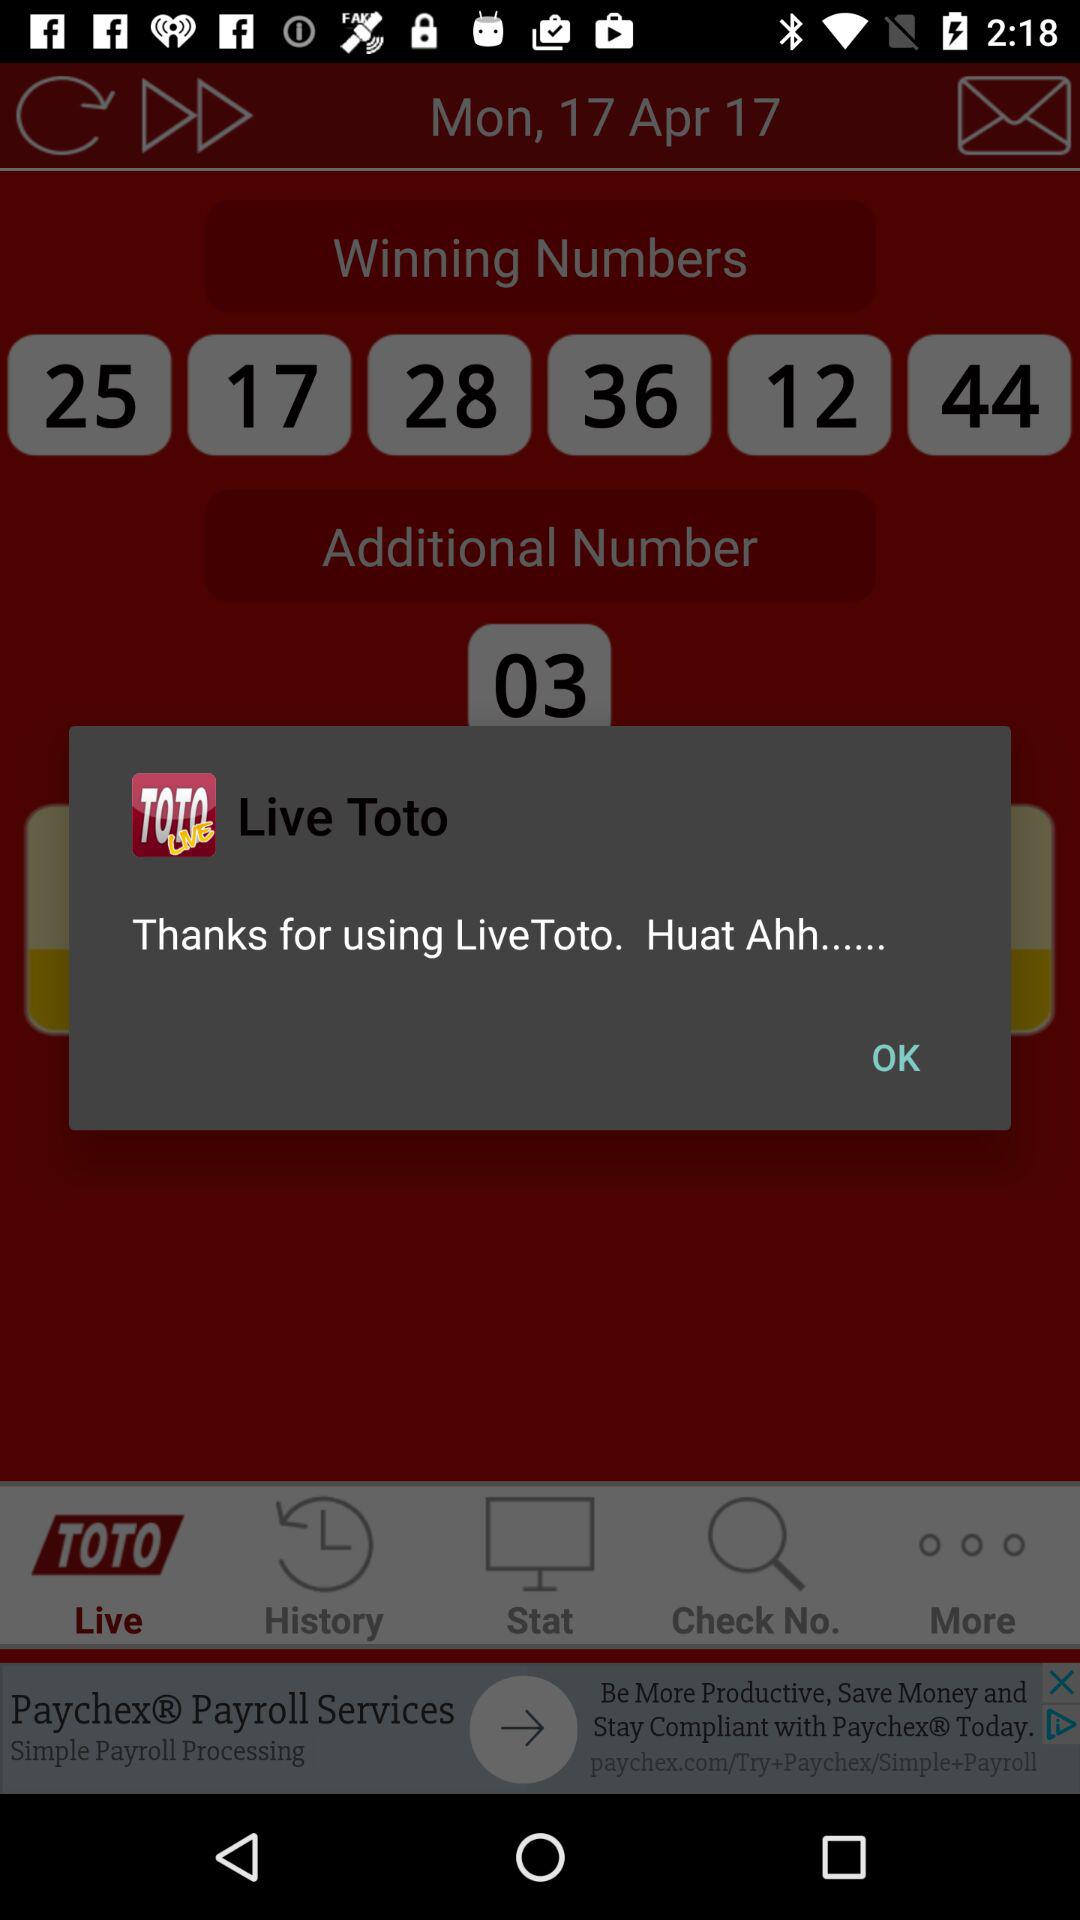 FAKE
2:18
Mon, 17 Apr 17
Winning Numbers
25 17 28 36 12 44
Additional Number
03
TOTO LIVE
Live Toto
Thanks for using LiveToto.  Huat Ahh......
OK
TOTO
Live History Stat Check No. More
Paychex® Payroll Services
Simple Payroll Processing
Be More Productive, Save Money and
Stay Compliant with Paychex® Today.
paychex.com/Try+Paychex/Simple+Payroll